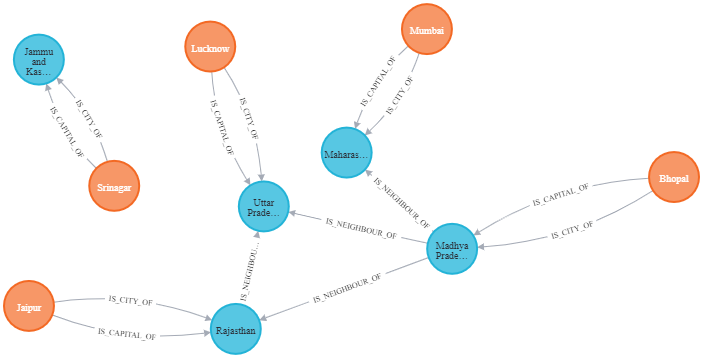 Mumbai
Lucknow
Jammu
and
Kas...
IS_CAPITAL_OF
IS_CITY_OF
IS_CAPITAL_OF
IS_CITY_OF
IS_CAPITAL_OF
IS_CITY_OF
Maharas...
Srinagar
Bhopal
IS_NEIGHBOUR_OF
IS_CAPITAL_OF
Uttar
Prade...
IS_NEIGHBOUR_OF
IS_CITY_OF
Madhya
Prade...
IS_NEIGHBOU...
IS_NEIGHBOUR_OF
IS_CITY_OF
Jaipur
IS_CAPITAL_OF
Rajasthan